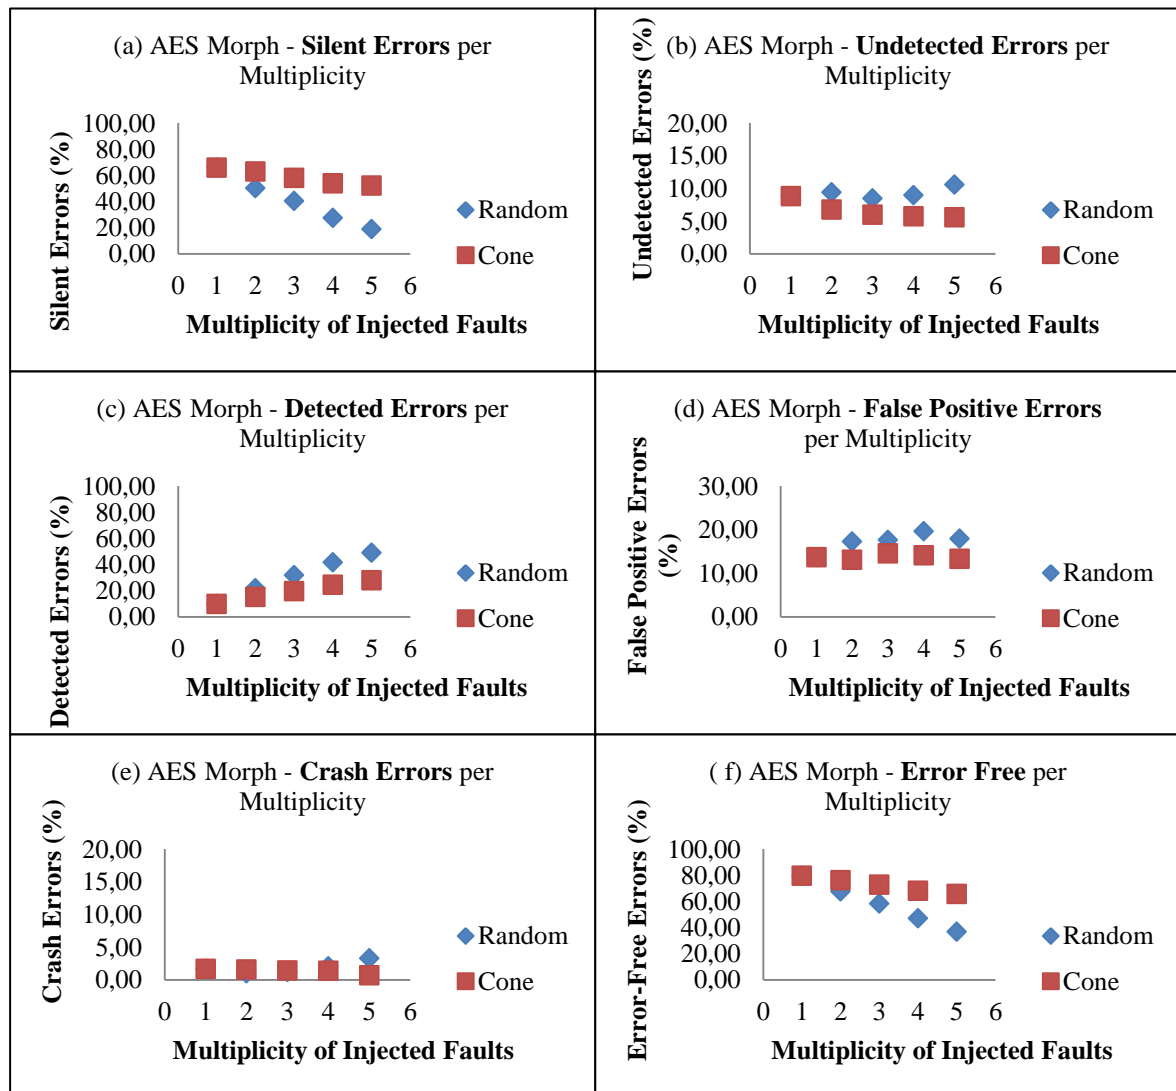 (a) AES Morph - Silent Errors per
Multiplicity
Silent Errors (%)
100,00
80,00
60,00
40,00
20,00
0,00
0 1 2 3 4 5 6
Multiplicity of Injected Faults
Random
Cone
(b) AES Morph - Undetected Errors per
Multiplicity
Undetected Errors (%)
20,00
15,00
10,00
5,00
0,00
0 1 2 3 4 5 6
Multiplicity of Injected Faults
Random
Cone
(c) AES Morph - Detected Errors per
Multiplicity
Detected Errors (%)
100,00
80,00
60,00
40,00
20,00
0,00
0 1 2 3 4 5 6
Multiplicity of Injected Faults
Random
Cone
(d) AES Morph - False Positive Errors
per Multiplicity
False Positive Errors
(%)
30,00
20,00
10,00
0,00
0 1 2 3 4 5 6
Multiplicity of Injected Faults
Random
Cone
(e) AES Morph - Crash Errors per
Multiplicity
Crash Errors (%)
20,00
15,00
10,00
5,00
0,00
0 1 2 3 4 5 6
Multiplicity of Injected Faults
Random
Cone
( f) AES Morph - Error Free per
Multiplicity
Error-Free Errors (%)
100,00
80,00
60,00
40,00
20,00
0,00
0 1 2 3 4 5 6
Multiplicity of Injected Faults
Random
Cone